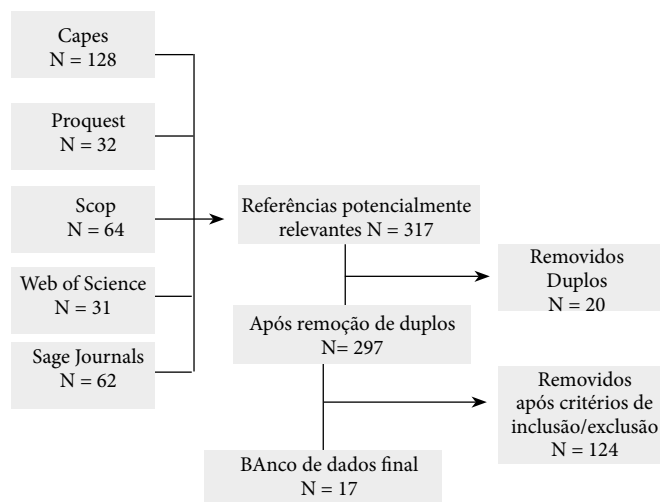 Capes
N = 128
Proquest
N = 32
Scop
N = 64
Web of Science
N = 31
Sage Journals
N = 62
Referências potencialmente
relevantes N = 317
Removidos
Duplos
N = 20
Após remoção de duplos
N= 297
Removidos
após critérios de
inclusão/exclusão
N = 124
BAnco de dados final
N = 17